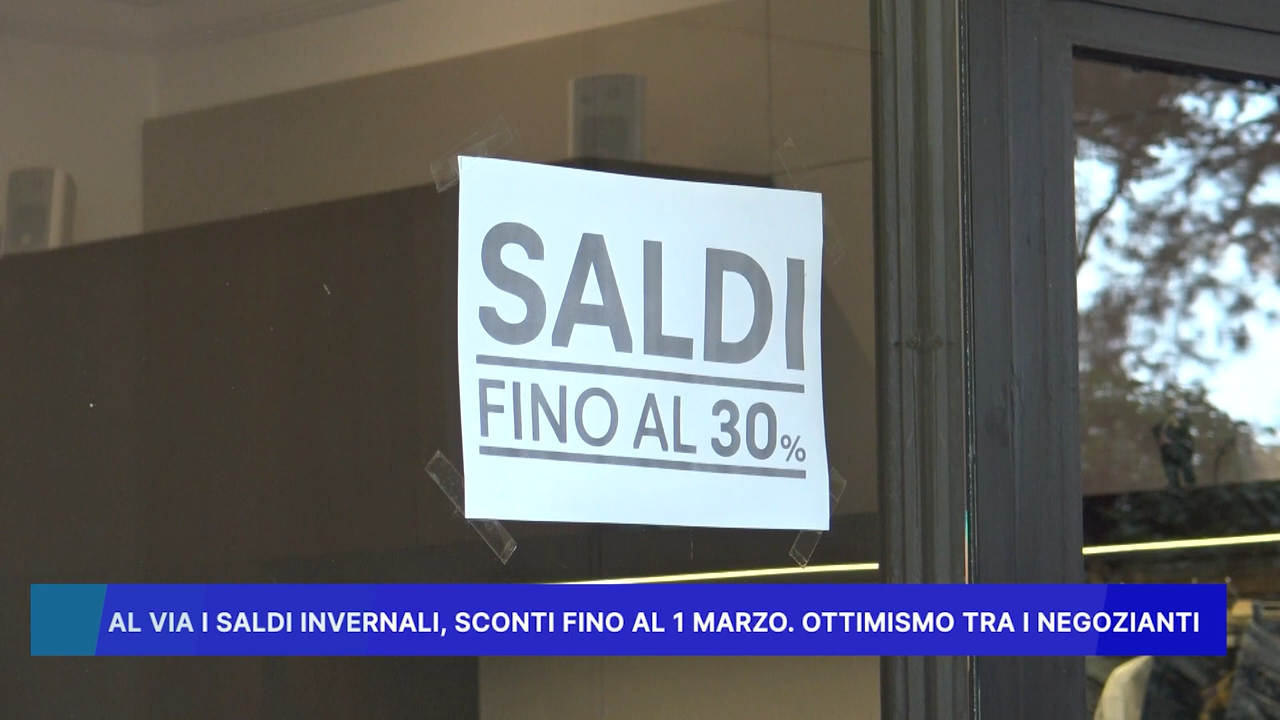 SALDI
FINO AL 30%
AL VIA I SALDI INVERNALI, SCONTI FINO AL 1 MARZO. OTTIMISMO TRA I NEGOZIANTI